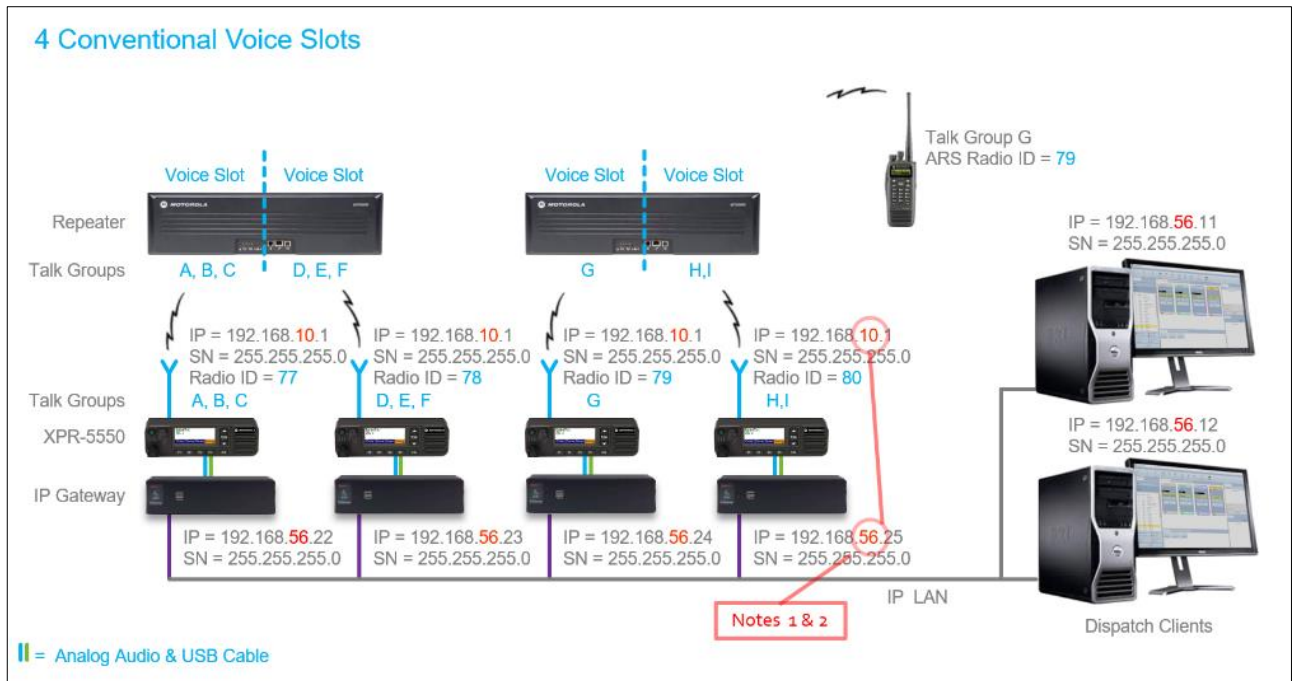 4 Conventional Voice Slots
Talk Group G
ARS Radio ID = 79
Voice Slot Voice Slot
Voice Slot Voice Slot
MOTOROLA
MOTOROLA
Repeater
Talk Groups
A, B, C
D, E, F
G
H,I
IP = 192.168.56.11
SN = 255.255.255.0
IP = 192.168.10.1
SN = 255.255.255.0
Radio ID = 77
IP = 192.168.10.1
SN = 255.255.255.0
Radio ID = 78
IP = 192.168.10.1
SN = 255.255.255.0
Radio ID = 79
IP = 192.168.10.1
SN = 255.255.255.0
Radio ID = 80
Talk Groups
A, B, C
D, E, F
G
H,I
XPR-5550
IP = 192.168.56.12
SN = 255.255.255.0
IP Gateway
IP = 192.168.56.22
SN = 255.255.255.0
IP = 192.168.56.23
SN = 255.255.255.0
IP = 192.168.56.24
SN = 255.255.255.0
IP = 192.168.56.25
SN = 255.255.255.0
IP LAN
Notes 1 & 2
Dispatch Clients
= Analog Audio & USB Cable